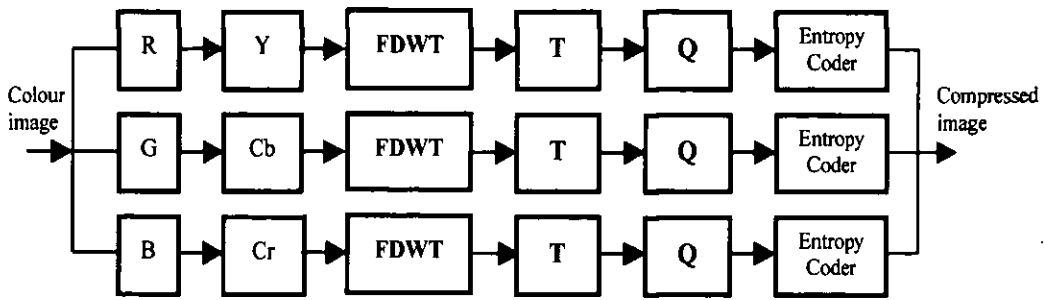 R Y FDWT T Q Entropy
Coder
Colour
image
Compressed
image
G Cb FDWT T Q Entropy
Coder
B Cr FDWT T Q Entropy
Coder